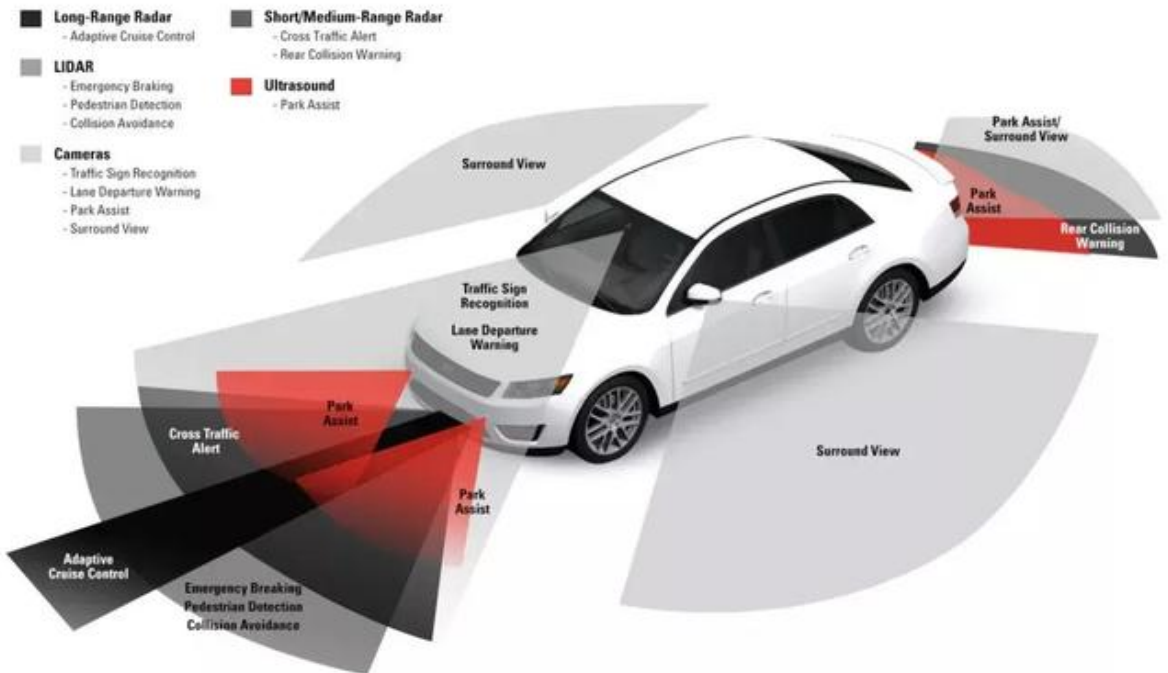 Long-Range Radar
- Adaptive Cruise Control
LIDAR
- Emergency Braking
- Pedestrian Detection
- Collision Avoidance
Cameras
- Traffic Sign Recognition
- Lane Departure Warning
- Park Assist
- Surround View
Short/Medium-Range Radar
- Cross Traffic Alert
- Rear Collision Warning
Ultrasound
- Park Assist
Surround View
Park Assist/
Surround View
Park
Assist
Rear Collision
Warning
Traffic Sign
Recognition
Lane Departure
Warning
Park
Assist
Cross Traffic
Alert
Surround View
Park
Assist
Adaptive
Cruise Control
Emergency Breaking
Pedestrian Detection
Collision Avoidance